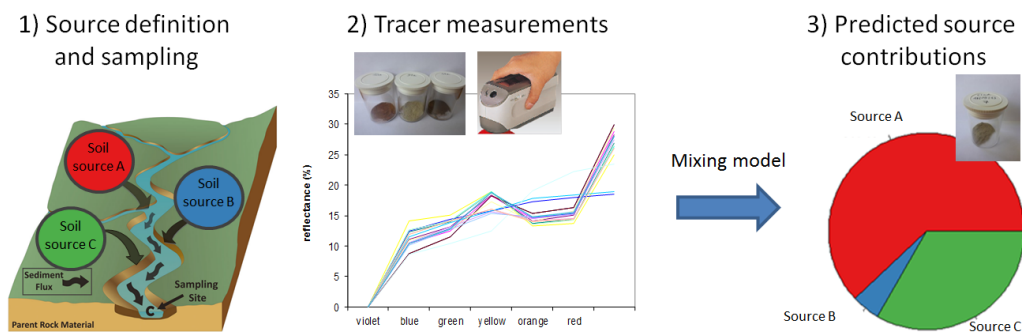 1) Source definition
and sampling
Soil
source A
Soil
source B
Soil
source C
Sediment
Flux
Sampling
Site
C
Parent Rock Material
2) Tracer measurements
reflectance (%)
35
30
25
20
15
10
5
0
violet blue green yellow orange red
Mixing model
3) Predicted source
contributions
Source A
Source B
Source C